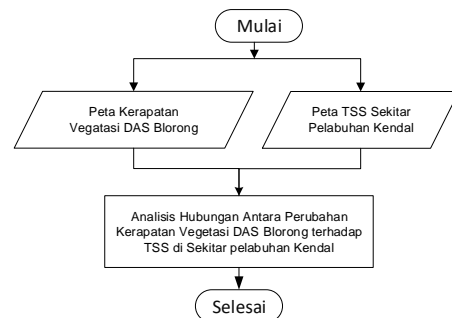 Mulai
Peta Kerapatan
Vegatasi DAS Blorong
Peta TSS Sekitar
Pelabuhan Kendal
Analisis Hubungan Antara Perubahan
Kerapatan Vegetasi DAS Blorong terhadap
TSS di Sekitar pelabuhan Kendal
Selesai